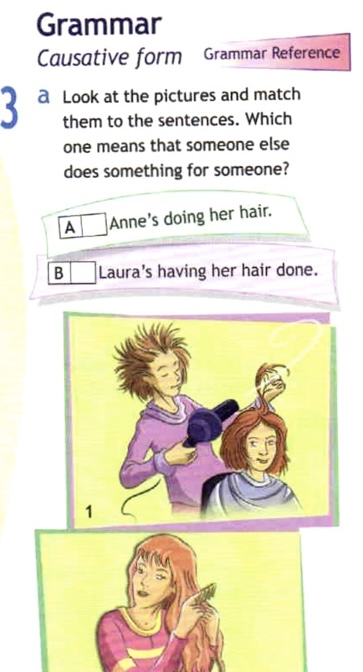 Grammar
Causative form Grammar Reference
3 a Look at the pictures and match
them to the sentences. Which
one means that someone else
does something for someone?
A Anne's doing her hair.
B Laura's having her hair done.
1